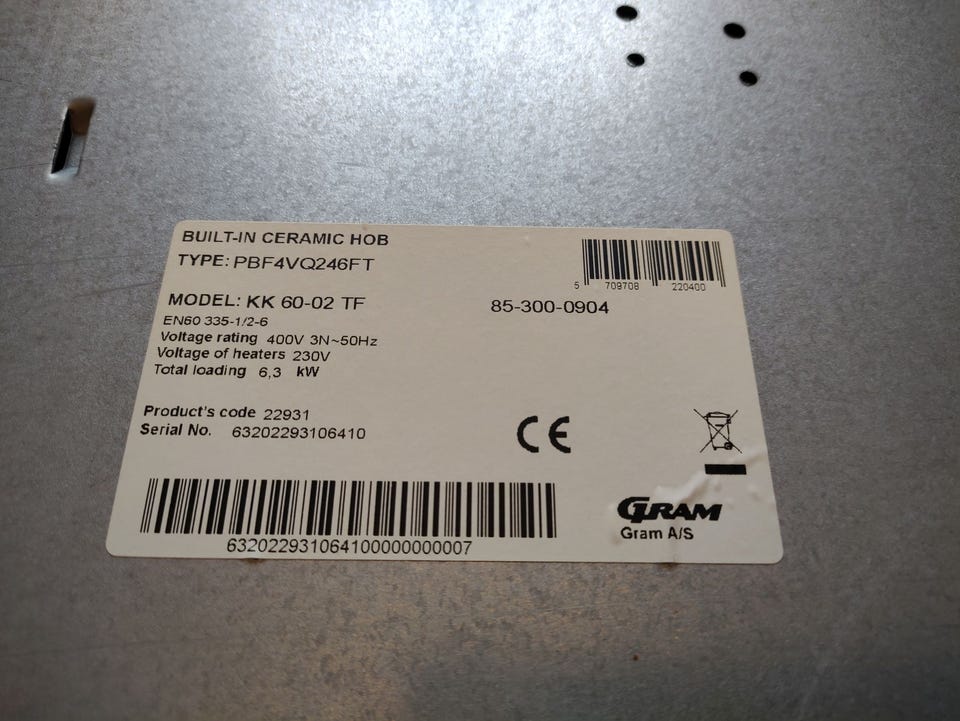 BUILT-IN CERAMIC HOB
TYPE: PBF4VQ246FT
5 709708 220400
MODEL: KK 60-02 TF
85-300-0904
EN60 335-1/2-6
Voltage rating 400V 3N~50Hz
Voltage of heaters 230V
Total loading 6,3 kW
Product's code 22931
Serial No. 63202293106410
CE
GRAM
Gram A/S
632022931064100000000007